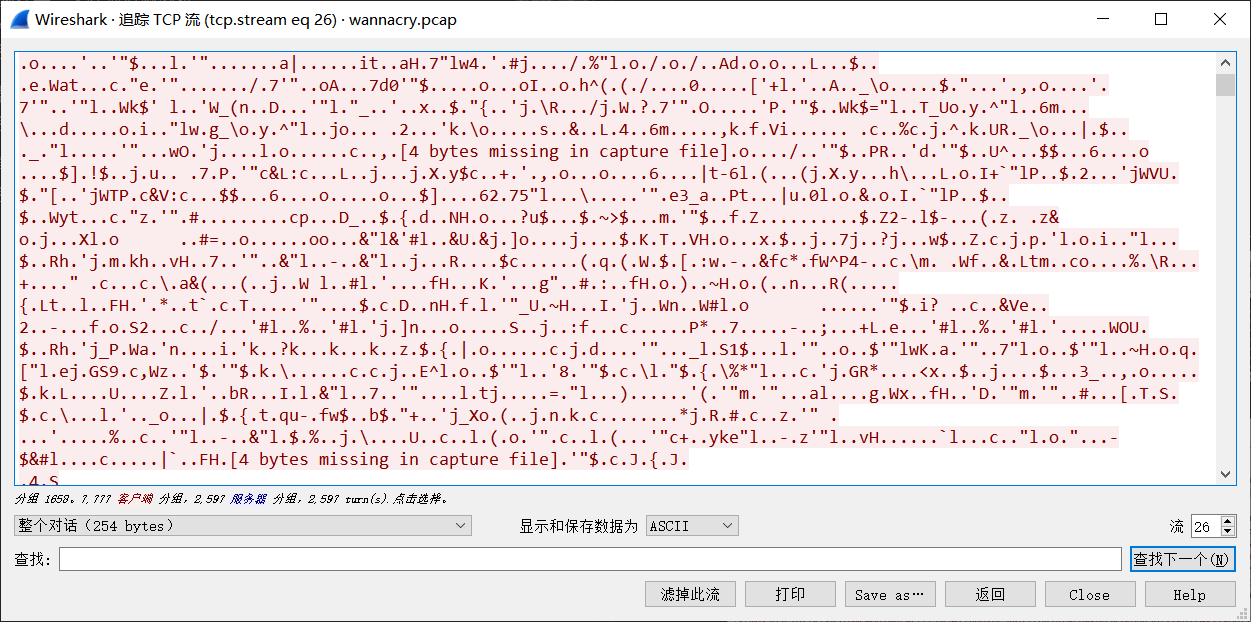 Wireshark · 追踪 TCP 流 (tcp.stream eq 26) · wannacry.pcap
.o....'..'"$...l.'".......a|......it..aH.7"lw4.'.#j..../.%"l.o./.o./..Ad.o.o...L...$..
.e.Wat...c."e.'"......./.7'"..oA...7d0'"$.....o...oI..o.h^(.(./....0.....['+l.'..A.._\o.....$."...'.,.o....'.
7'"..'"l..Wk$' l..'W_(n..D...'"l."_..'..x..$."{..'j.\R.../j.W.?.7'".O.....'P.'"$..Wk$="l..T_Uo.y.^"l..6m...
\...d.....o.i.."lw.g_\o.y.^"l..jo... .2...'k.\o.....s..&..L.4..6m.....,k.f.Vi...... .c..%c.j.^.k.UR._\o...|.$..
._."l.....'"...wO.'j....l.o......c..,.[4 bytes missing in capture file].o..../..'"$..PR..'d.'"$..U^...$$...6....o
....$].!$..j.u.. .7.P.'"c&L:c...L..j...j.X.y$c..+.'.,.o...o....6....|t-6l.(...(j.X.y...h\...L.o.I+`"lP..$.2...'jWVU.
$."[..'jWTP.c&V:c...$$...6....o.....o...$]....62.75"l...\.....'".e3_a..Pt...|u.0l.o.&.o.I.`"lP..$..
$..Wyt...c."z.'".#.........cp...D_..$.{.d..NH.o...?u$...$.~>$...m.'"$..f.Z..........$.Z2-.l$-...(.z. .z&
o.j...Xl.o      ..#=..o......oo...&"l&'#l..&U.&j.]o....j....$.K.T..VH.o...x.$..j..7j..?j...w$..Z.c.j.p.'l.o.i.."l...
$..Rh.'j.m.kh..vH..7..'"..&"l..-..&"l..j...R....$c......(.q.(.W.$.[.:w.-..&fc*.fW^P4-..c.\m. .Wf..&.Ltm..co....%.\R...
+...." .c...c.\.a&(...(..j..W l..#l.'....fH...K.'...g"..#.:..fH.o.)..~H.o.(..n...R(.....
{.Lt..l..FH.'.*..t`.c.T.....'"....$.c.D..nH.f.l.'"_U.~H...I.'j..Wn..W#l.o       ......'"$.i? ..c..&Ve..
2..-...f.o.S2...c../...'#l..%..'#l.'j.]n...o.....S..j..:f...c......P*..7.....-..;...+L.e...'#l..%..'#l.'.....WOU.
$..Rh.'j_P.Wa.'n....i.'k..?k...k...k..z.$.{.|.o......c.j.d....'"..._l.S1$...l.'"..o..$'"lwK.a.'"..7"l.o..$'"l..~H.o.q.
["l.ej.GS9.c,Wz..'$.'"$.k.\......c.c.j..E^l.o..$'"l..'8.'"$.c.\l."$.{.\%*"l...c.'j.GR*....<x..$..j....$...3_..,.o.....
$.k.L....U....Z.l.'..bR...I.l.&"l..7..'"....l.tj.....=."l...)......'(.'"m.'"...al....g.Wx..fH..'D.'"m.'"..#...[.T.S.
$.c.\...l.'.._o...|.$.{.t.qu-.fw$..b$."+..'j_Xo.(..j.n.k.c........*j.R.#.c..z.'" .
...'.....%..c..'"l..-..&"l.$.%..j.\....U..c..l.(.o.'".c..l.(...'"c+..yke"l..-.z'"l..vH......`l...c.."l.o."...-
$&#l....c.....|`..FH.[4 bytes missing in capture file].'"$.c.J.{.J.
.4.S
分组 1658。7,777 客户端 分组, 2,597 服务器 分组, 2,597 turn(s).点击选择。
整个对话（254 bytes）
显示和保存数据为 ASCII
流 26
查找:
查找下一个(N)
滤掉此流 打印 Save as… 返回 Close Help